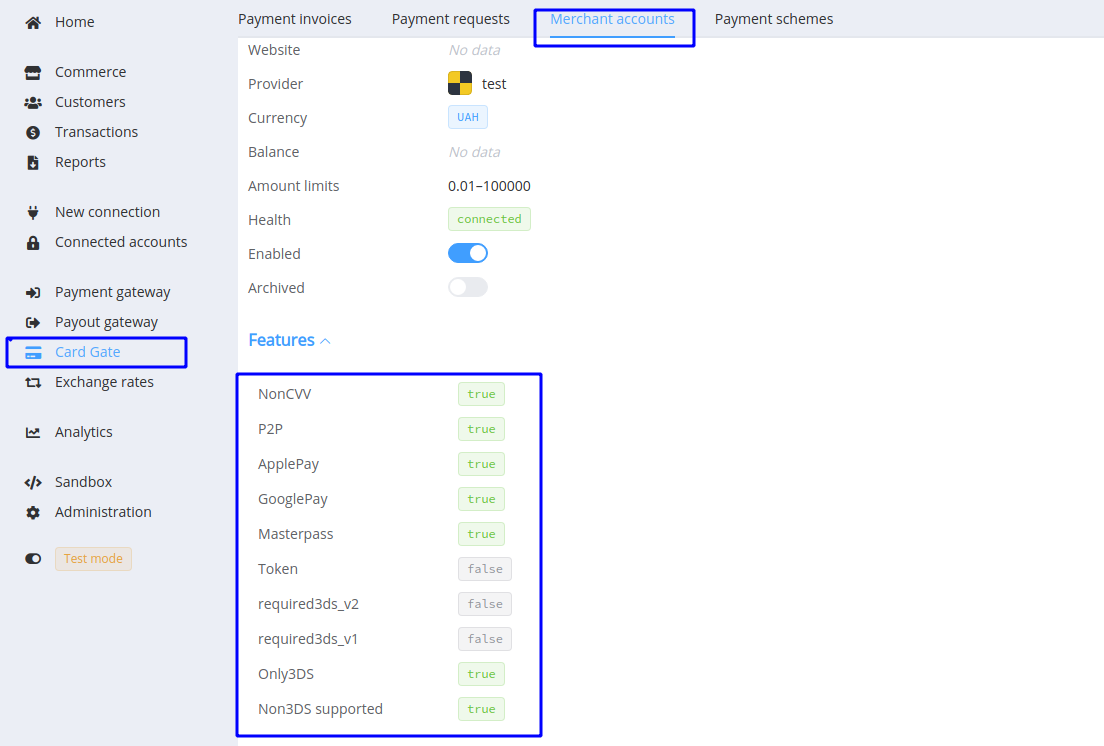 Home
Commerce
Customers
Transactions
Reports
New connection
Connected accounts
Payment gateway
Payout gateway
Card Gate
Exchange rates
Analytics
Sandbox
Administration
Test mode
Payment invoices Payment requests Merchant accounts Payment schemes
Website No data
Provider test
Currency UAH
Balance No data
Amount limits 0.01–100000
Health connected
Enabled
Archived
Features
NonCVV true
P2P true
ApplePay true
GooglePay true
Masterpass true
Token false
required3ds_v2 false
required3ds_v1 false
Only3DS true
Non3DS supported true